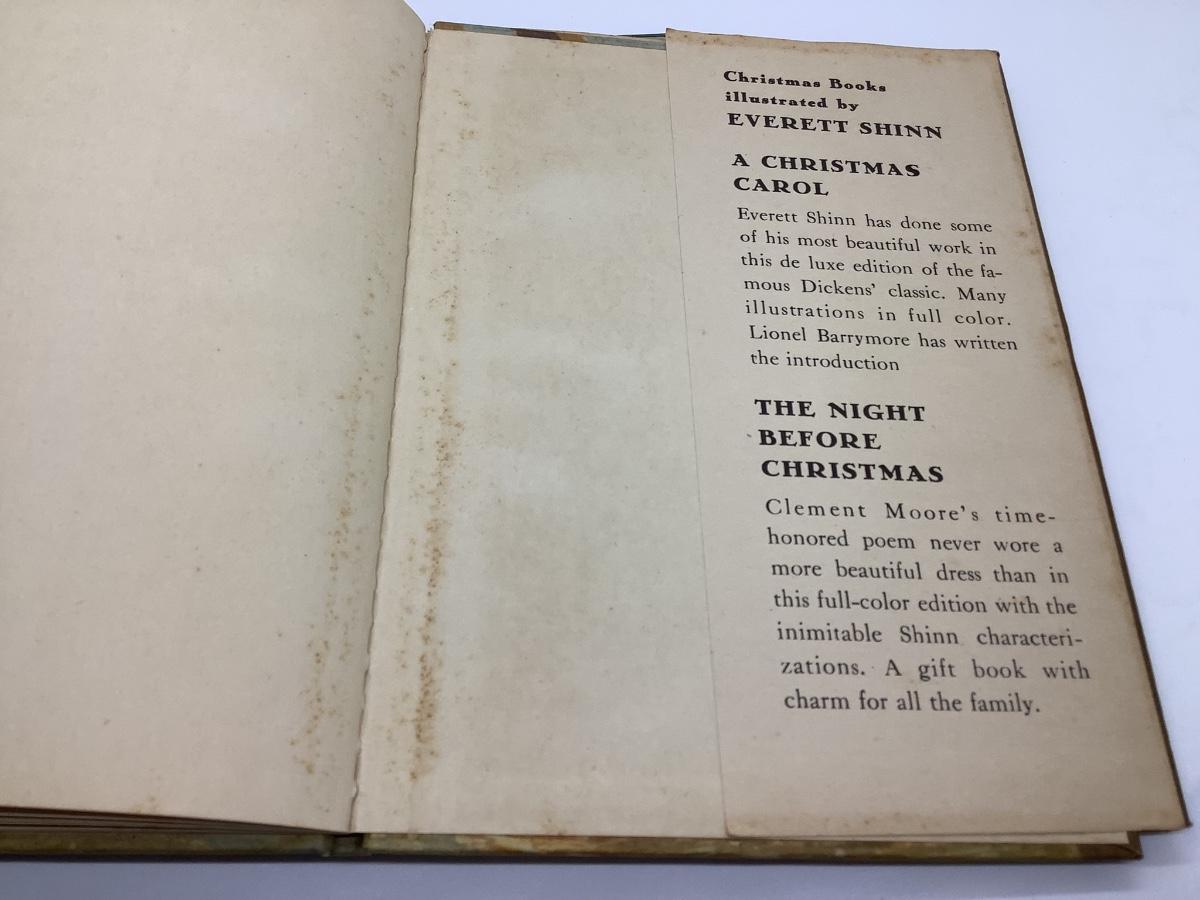 Christmas Books
illustrated by
EVERETT SHINN
A CHRISTMAS
CAROL
Everett Shinn has done some
of his most beautiful work in
this de luxe edition of the fa-
mous Dickens' classic. Many
illustrations in full color.
Lionel Barrymore has written
the introduction
THE NIGHT
BEFORE
CHRISTMAS
Clement Moore's time-
honored poem never wore a
more beautiful dress than in
this full-color edition with the
inimitable Shinn characteri-
zations. A gift book with
charm for all the family.